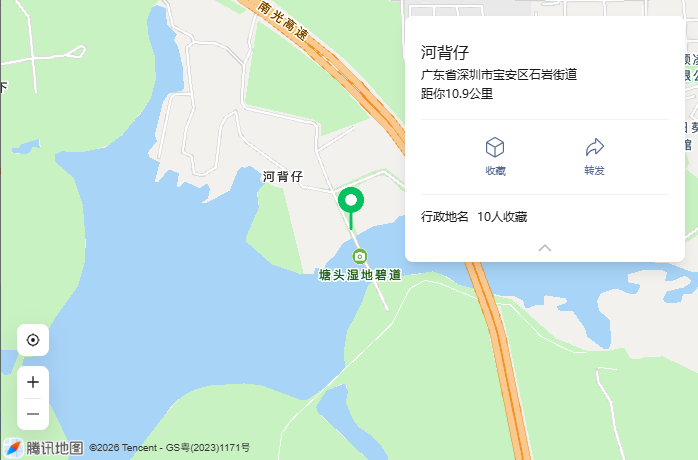 南光高速
河背仔
广东省深圳市宝安区石岩街道
距你10.9公里
收藏
转发
行政地名 10人收藏
下
河背仔
塘头湿地碧道
馆
腾讯地图 ©2026 Tencent - GS粤(2023)1171号